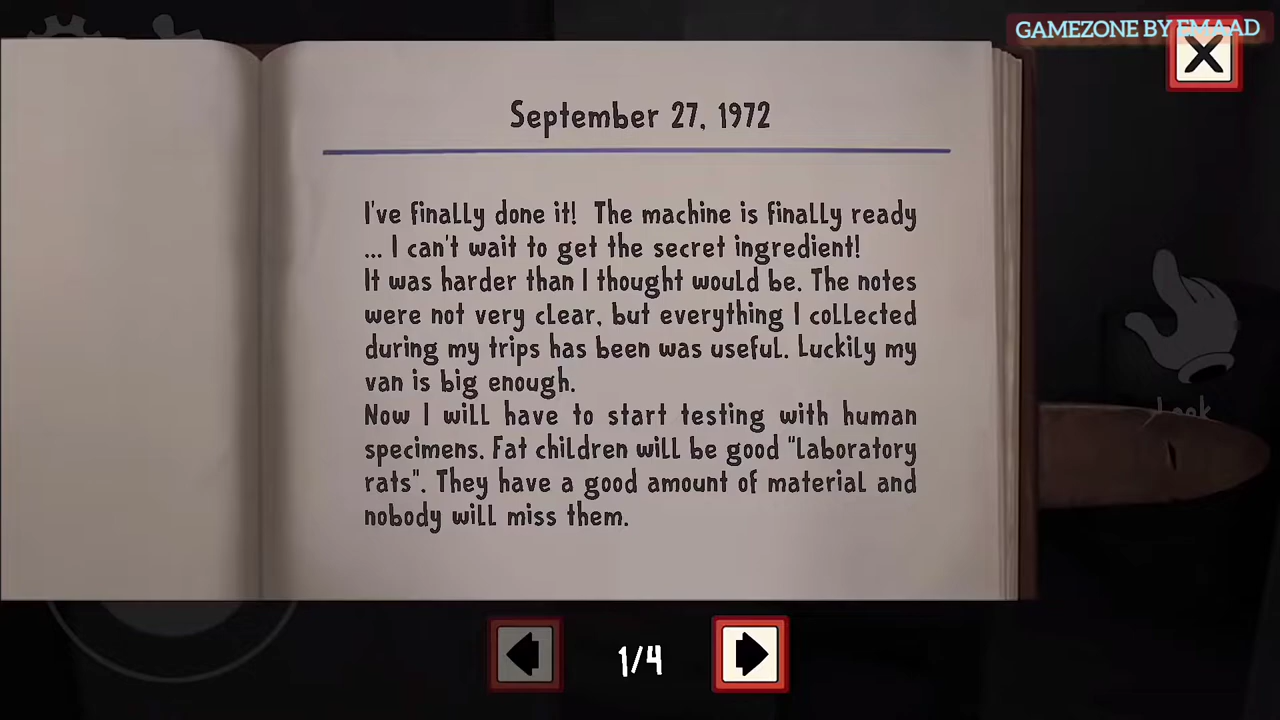 GAMEZONE BY EMAAD
September 27, 1972
I've finally done it! The machine is finally ready
... I can't wait to get the secret ingredient!
It was harder than I thought would be. The notes
were not very clear, but everything I collected
during my trips has been was useful. Luckily my
van is big enough.
Now I will have to start testing with human
specimens. Fat children will be good "laboratory
rats". They have a good amount of material and
nobody will miss them.
Look
1/4